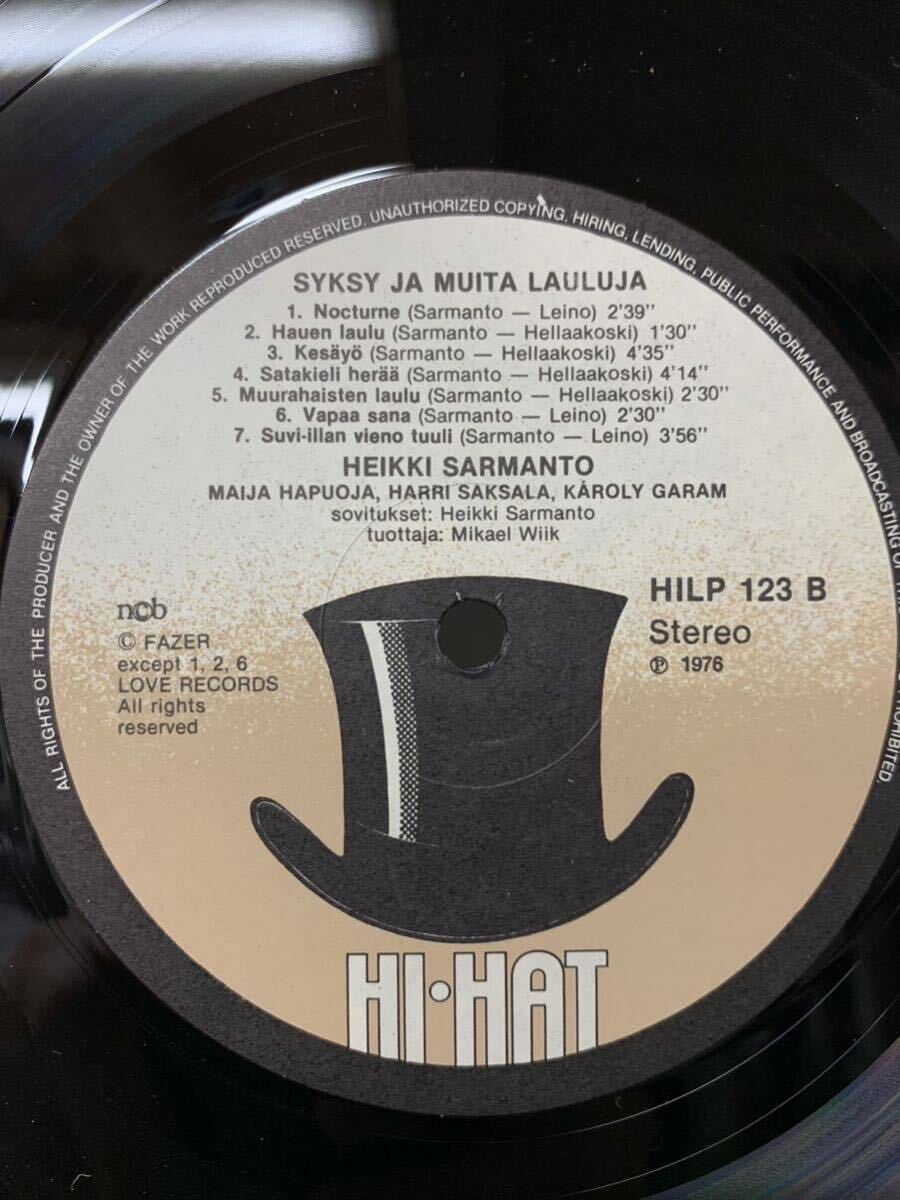 ALL RIGHTS OF THE PRODUCER AND THE OWNER OF THE WORK REPRODUCED RESERVED. UNAUTHORIZED COPYING, HIRING, LENDING, PUBLIC PERFORMANCE AND BROADCASTING OF PROHIBITED.
SYKSY JA MUITA LAULUJA
1. Nocturne (Sarmanto — Leino) 2'39''
2. Hauen laulu (Sarmanto — Hellaakoski) 1'30''
3. Kesäyö (Sarmanto — Hellaakoski) 4'35''
4. Satakieli herää (Sarmanto — Hellaakoski) 4'14''
5. Muurahaisten laulu (Sarmanto — Hellaakoski) 2'30''
6. Vapaa sana (Sarmanto — Leino) 2'30''
7. Suvi-illan vieno tuuli (Sarmanto — Leino) 3'56''
HEIKKI SARMANTO
MAIJA HAPUOJA, HARRI SAKSALA, KÁROLY GARAM
sovitukset: Heikki Sarmanto
tuottaja: Mikael Wiik
ncb
© FAZER
except 1, 2, 6
LOVE RECORDS
All rights
reserved
HILP 123 B
Stereo
℗ 1976
HI·HAT